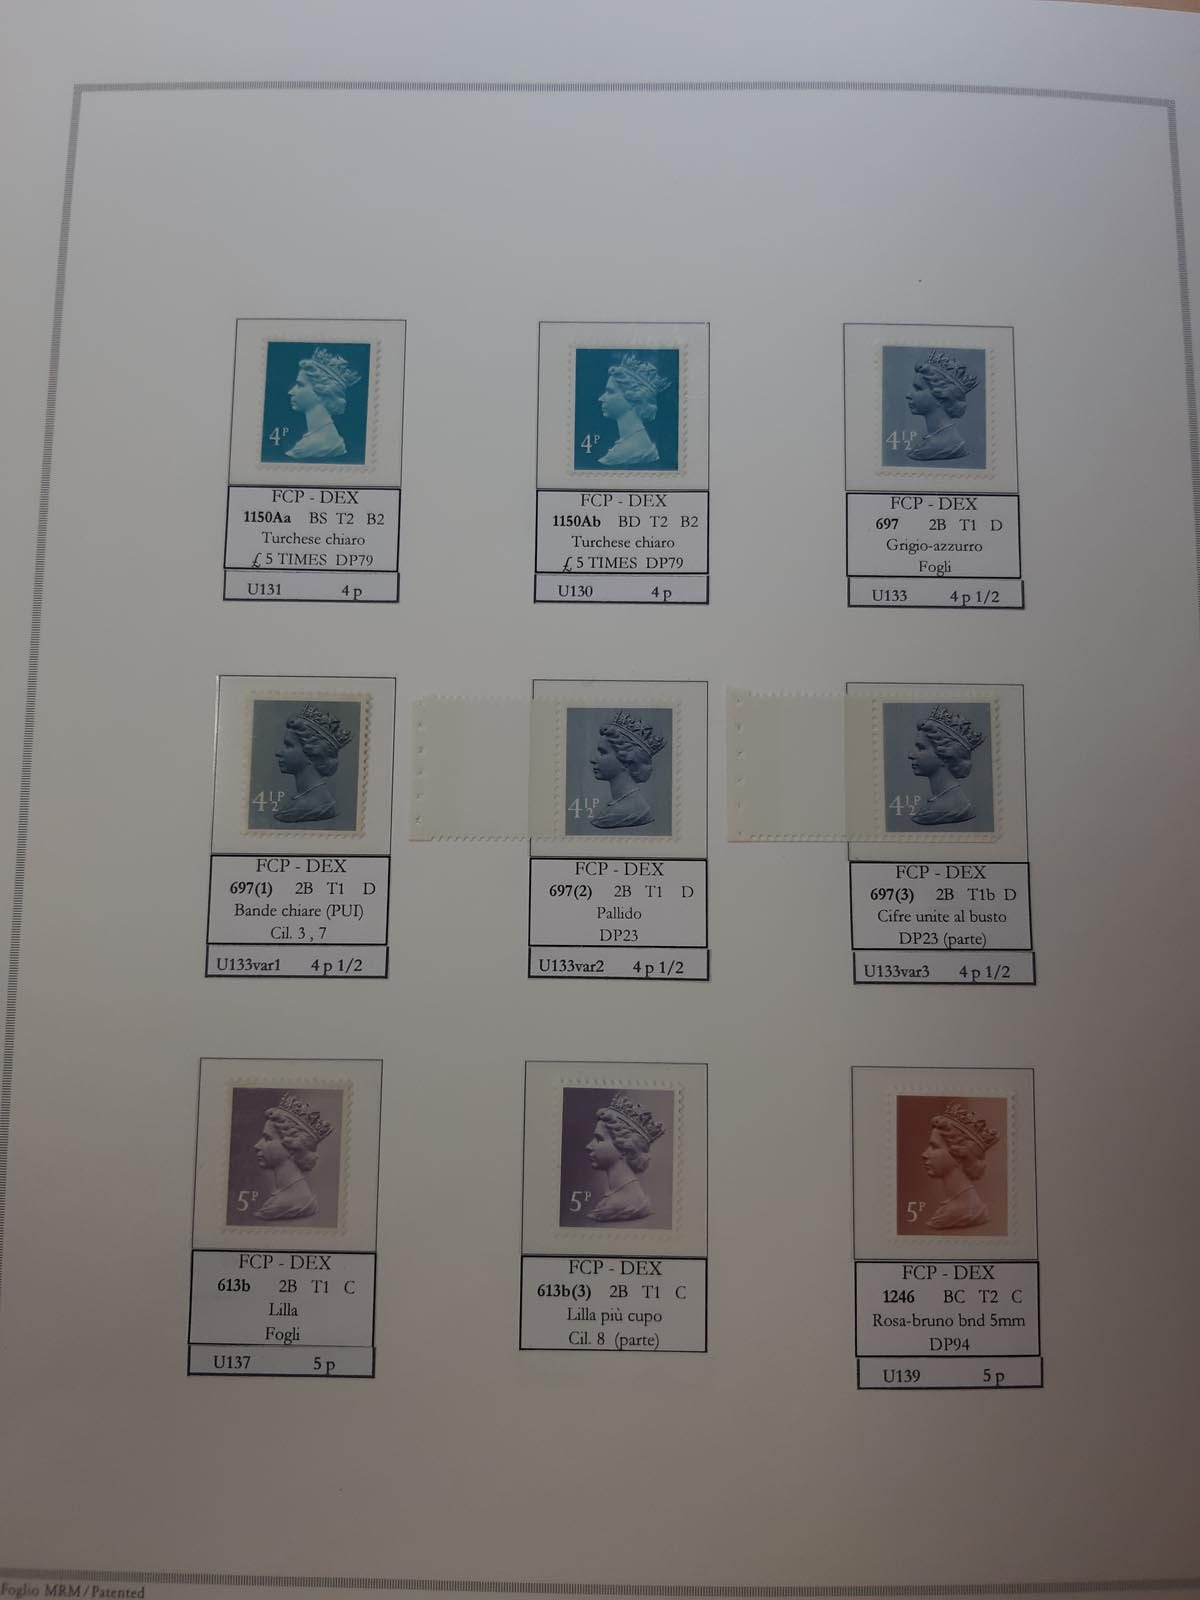 4P
4P
4½P
FCP - DEX
1150Aa BS T2 B2
Turchese chiaro
£ 5 TIMES DP79
U131 4 p
FCP - DEX
1150Ab BD T2 B2
Turchese chiaro
£ 5 TIMES DP79
U130 4 p
FCP - DEX
697 2B T1 D
Grigio-azzurro
Fogli
U133 4 p 1/2
4½P
4½P
4½P
FCP - DEX
697(1) 2B T1 D
Bande chiare (PUI)
Cil. 3 , 7
U133var1 4 p 1/2
FCP - DEX
697(2) 2B T1 D
Pallido
DP23
U133var2 4 p 1/2
FCP - DEX
697(3) 2B T1b D
Cifre unite al busto
DP23 (parte)
U133var3 4 p 1/2
5P
5P
5P
FCP - DEX
613b 2B T1 C
Lilla
Fogli
U137 5 p
FCP - DEX
613b(3) 2B T1 C
Lilla più cupo
Cil. 8 (parte)
FCP - DEX
1246 BC T2 C
Rosa-bruno bnd 5mm
DP94
U139 5 p
Foglio MRM / Patented